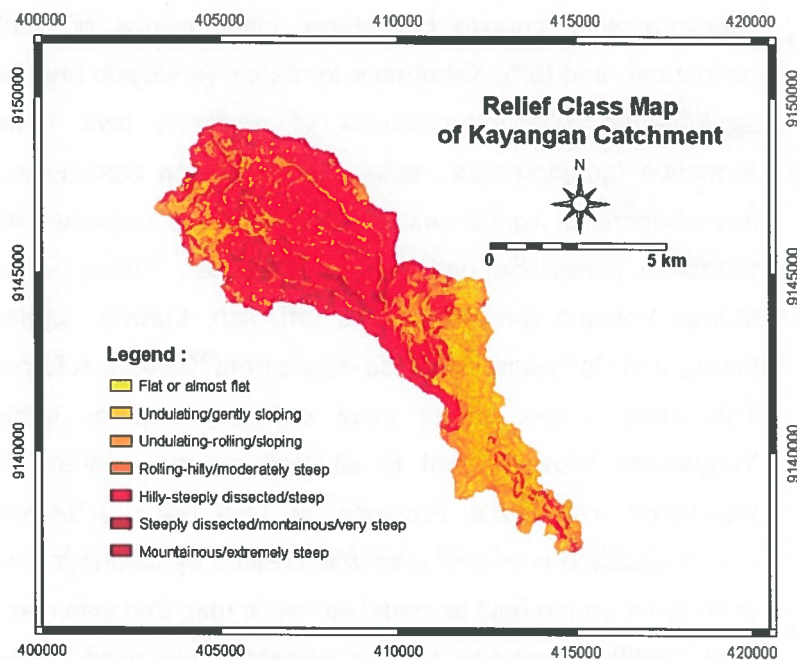 400000 405000 410000 415000 420000
9150000 9150000
Relief Class Map
of Kayangan Catchment
N
0 5 km
9145000 9145000
Legend :
Flat or almost flat
Undulating/gently sloping
Undulating-rolling/sloping
Rolling-hilly/moderately steep
Hilly-steeply dissected/steep
Steeply dissected/montainous/very steep
Mountainous/extremely steep
9140000 9140000
400000 405000 410000 415000 420000